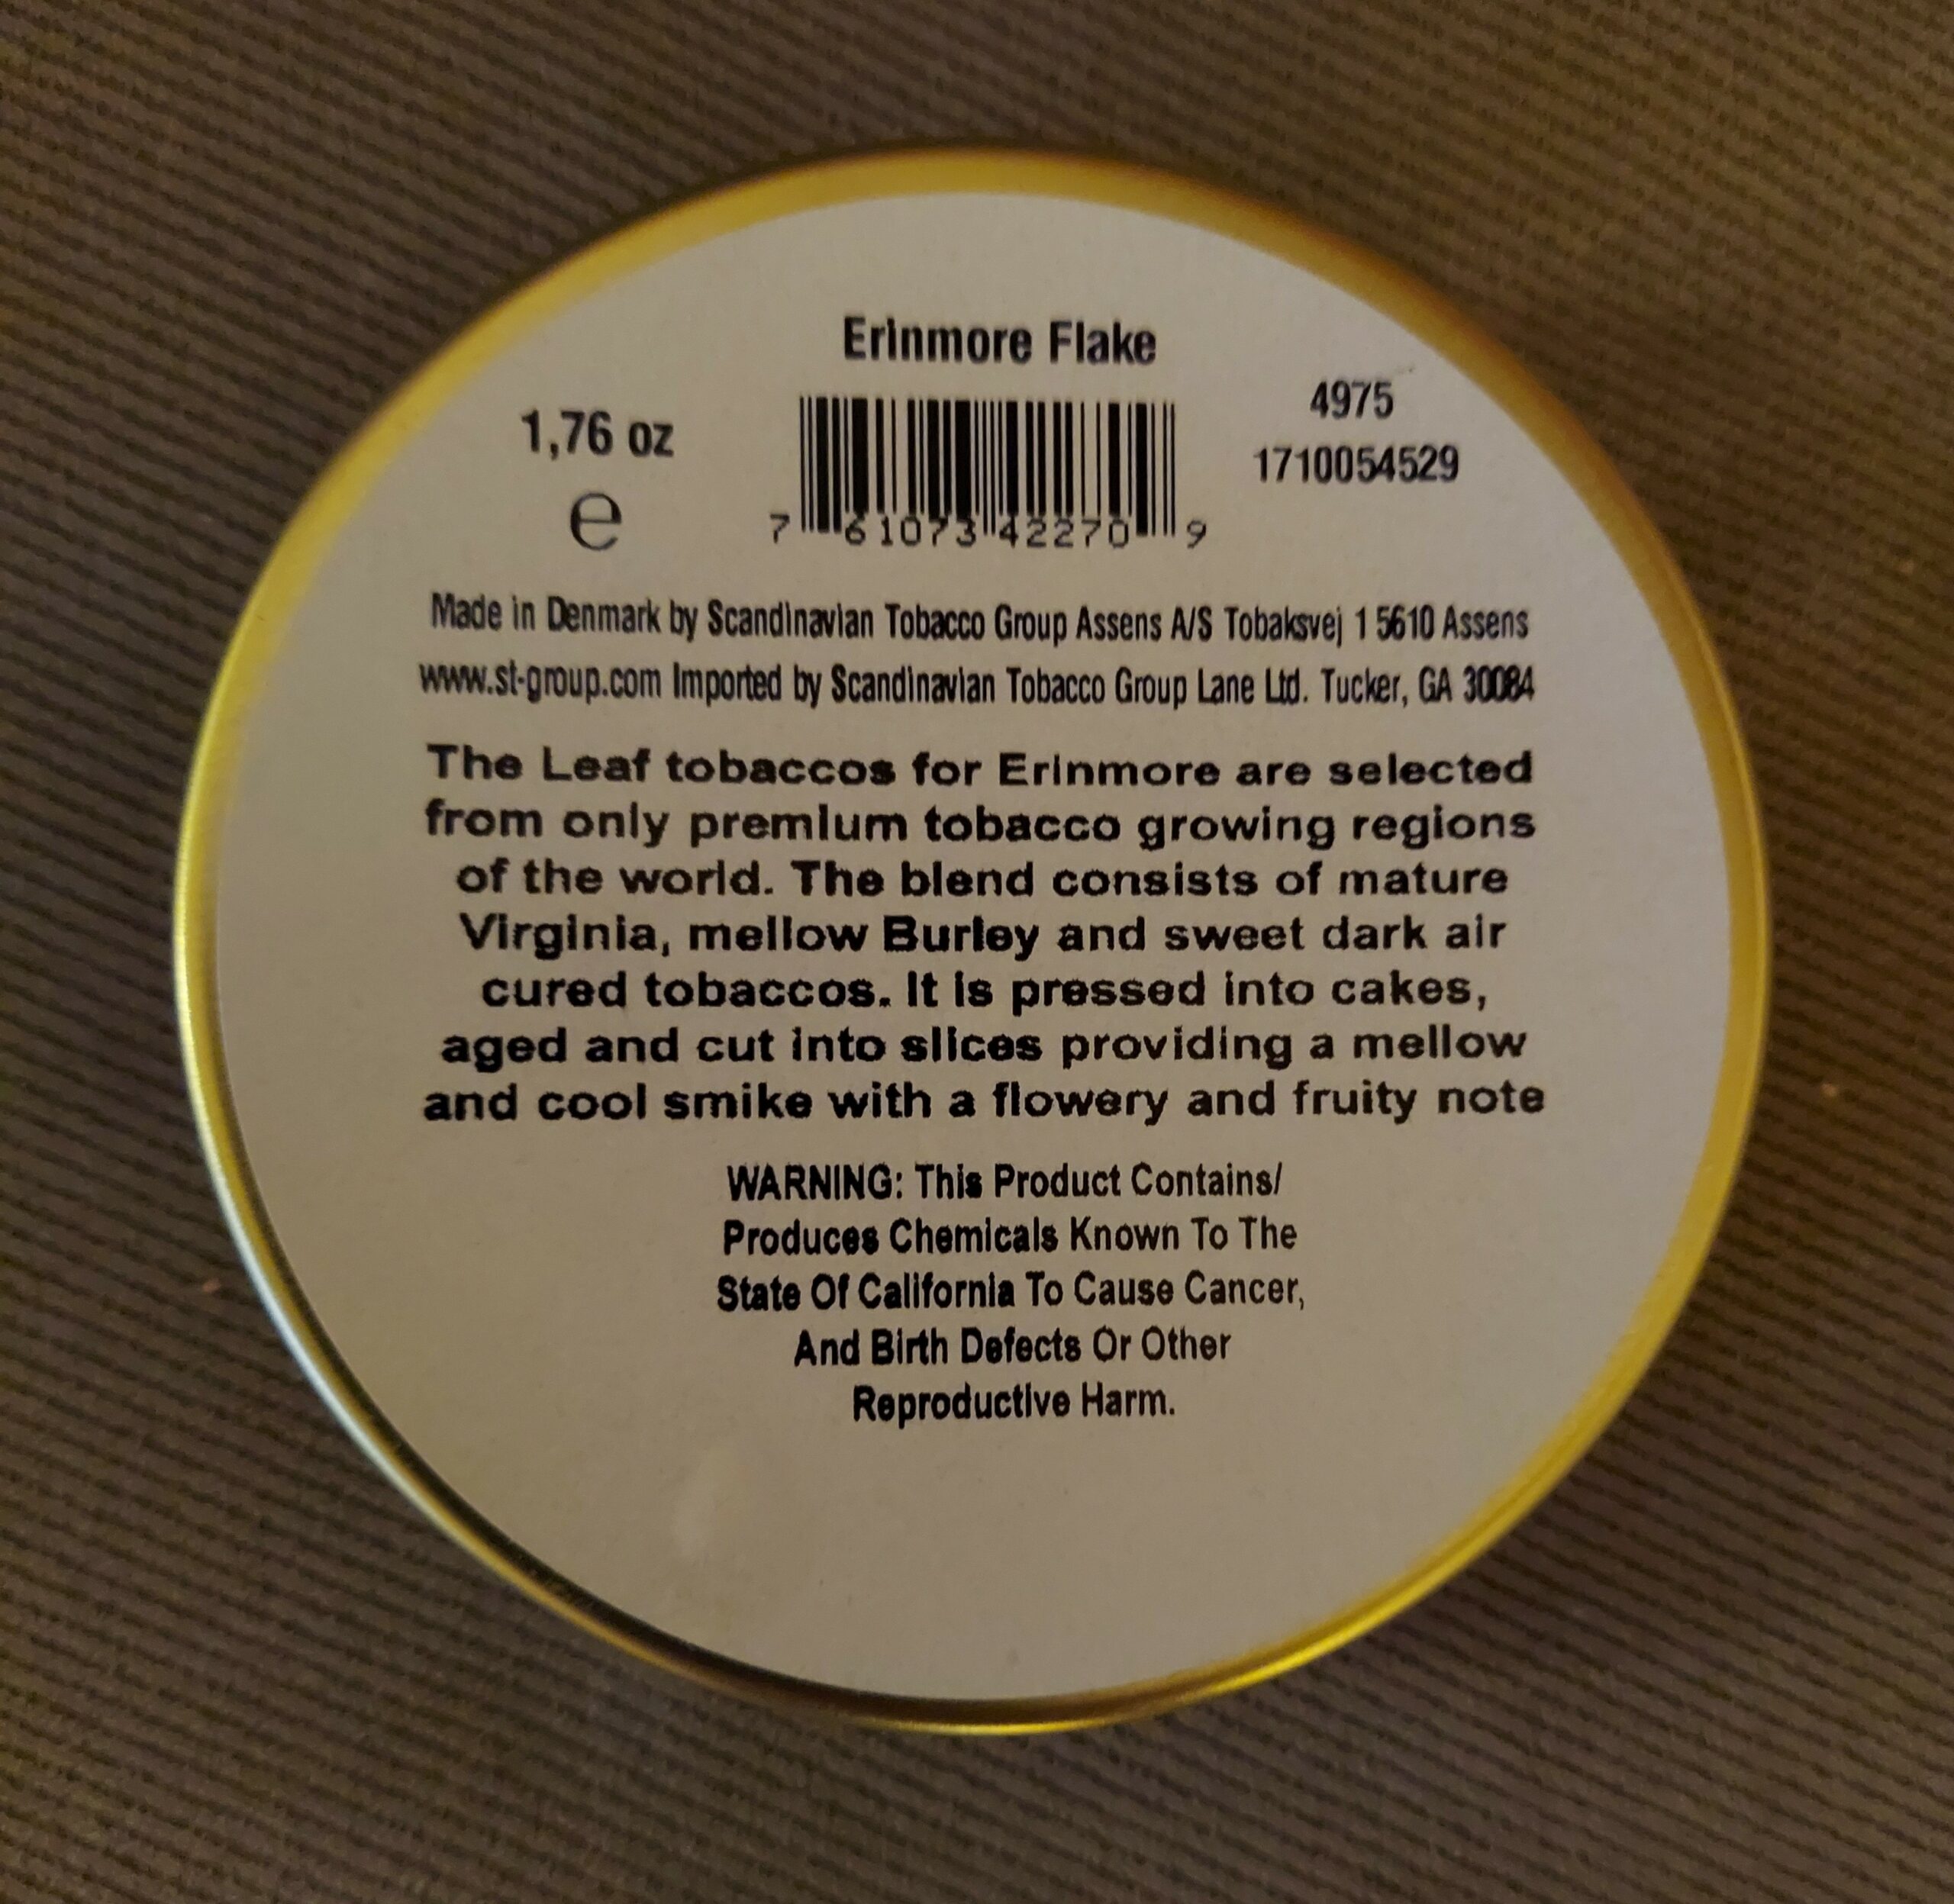 Erinmore Flake
1,76 oz
e
7 61073 42270 9
4975
1710054529
Made in Denmark by Scandinavian Tobacco Group Assens A/S Tobaksvej 1 5610 Assens
www.st-group.com Imported by Scandinavian Tobacco Group Lane Ltd. Tucker, GA 30084
The Leaf tobaccos for Erinmore are selected
from only premium tobacco growing regions
of the world. The blend consists of mature
Virginia, mellow Burley and sweet dark air
cured tobaccos. It is pressed into cakes,
aged and cut into slices providing a mellow
and cool smike with a flowery and fruity note
WARNING: This Product Contains/
Produces Chemicals Known To The
State Of California To Cause Cancer,
And Birth Defects Or Other
Reproductive Harm.